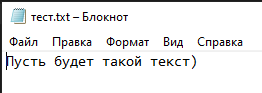 тест.txt – Блокнот
Файл Правка Формат Вид Справка
Пусть будет такой текст)